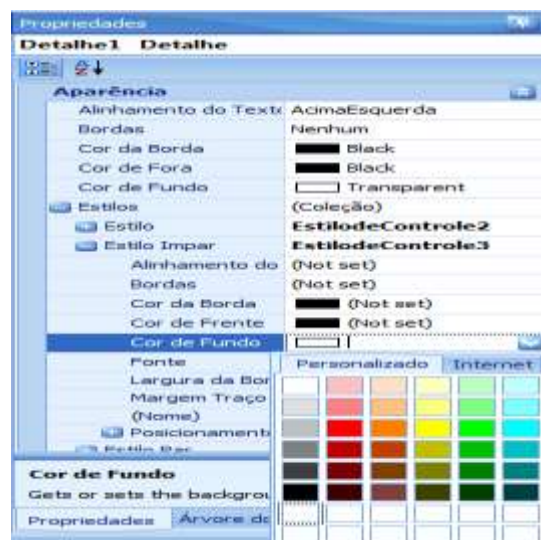 Propriedades
Detalhe1 Detalhe
Aparência
Alinhamento do Texto AcimaEsquerda
Bordas Nenhum
Cor da Borda Black
Cor de Fora Black
Cor de Fundo Transparent
Estilos (Coleção)
Estilo EstilodeControle2
Estilo Impar EstilodeControle3
Alinhamento do (Not set)
Bordas (Not set)
Cor da Borda (Not set)
Cor de Frente (Not set)
Cor de Fundo
Fonte Personalizado Internet
Largura da Bor
Margem Traço
(Nome)
Posicionament
Estilo Par
Cor de Fundo
Gets or sets the backgrou
Propriedades Árvore do